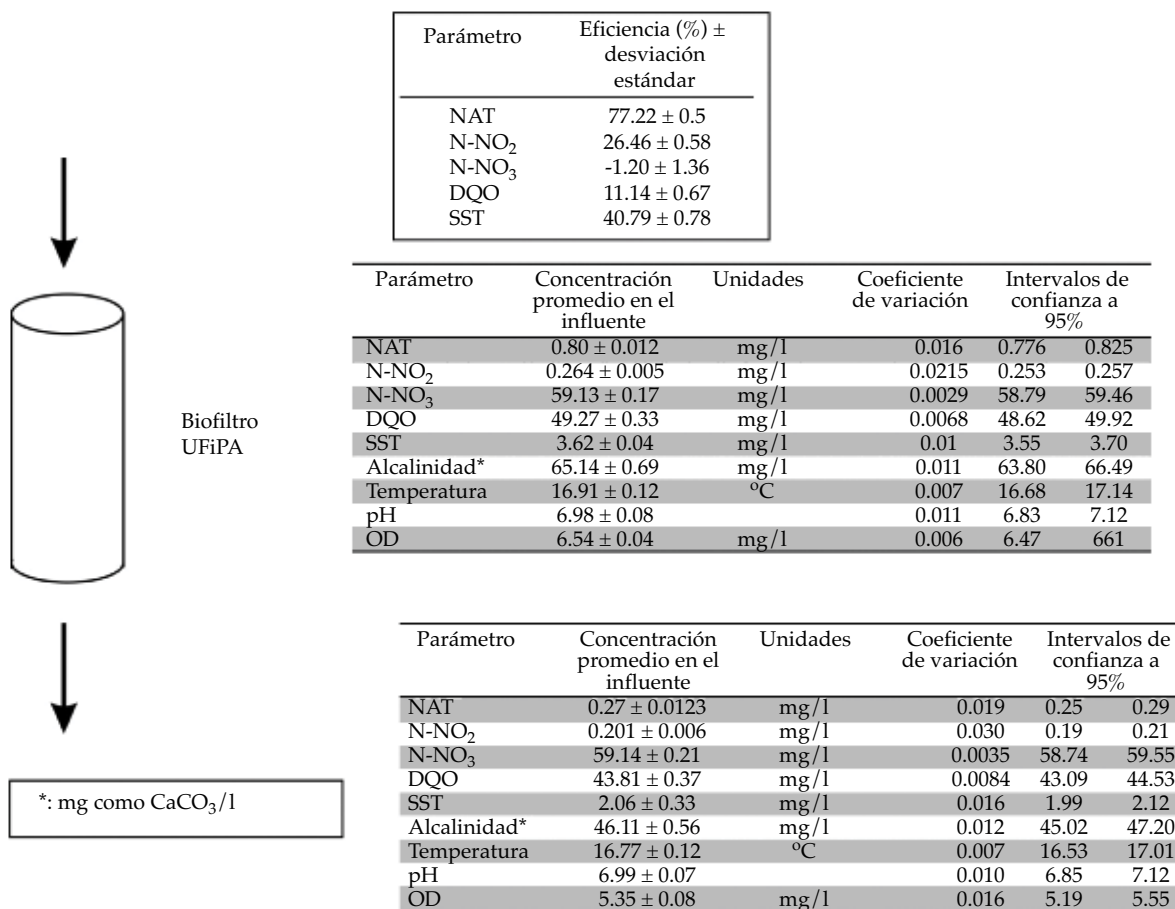 Parámetro Eficiencia (%) ±
desviación
estándar
NAT 77.22 ± 0.5
N-NO₂ 26.46 ± 0.58
N-NO₃ -1.20 ± 1.36
DQO 11.14 ± 0.67
SST 40.79 ± 0.78
Parámetro Concentración Unidades Coeficiente Intervalos de
promedio en el de variación confianza a
influente 95%
NAT 0.80 ± 0.012 mg/l 0.016 0.776 0.825
N-NO₂ 0.264 ± 0.005 mg/l 0.0215 0.253 0.257
N-NO₃ 59.13 ± 0.17 mg/l 0.0029 58.79 59.46
DQO 49.27 ± 0.33 mg/l 0.0068 48.62 49.92
SST 3.62 ± 0.04 mg/l 0.01 3.55 3.70
Alcalinidad* 65.14 ± 0.69 mg/l 0.011 63.80 66.49
Temperatura 16.91 ± 0.12 ºC 0.007 16.68 17.14
pH 6.98 ± 0.08 0.011 6.83 7.12
OD 6.54 ± 0.04 mg/l 0.006 6.47 661
Biofiltro
UFiPA
Parámetro Concentración Unidades Coeficiente Intervalos de
promedio en el de variación confianza a
influente 95%
NAT 0.27 ± 0.0123 mg/l 0.019 0.25 0.29
N-NO₂ 0.201 ± 0.006 mg/l 0.030 0.19 0.21
N-NO₃ 59.14 ± 0.21 mg/l 0.0035 58.74 59.55
DQO 43.81 ± 0.37 mg/l 0.0084 43.09 44.53
SST 2.06 ± 0.33 mg/l 0.016 1.99 2.12
Alcalinidad* 46.11 ± 0.56 mg/l 0.012 45.02 47.20
Temperatura 16.77 ± 0.12 ºC 0.007 16.53 17.01
pH 6.99 ± 0.07 0.010 6.85 7.12
OD 5.35 ± 0.08 mg/l 0.016 5.19 5.55
*: mg como CaCO₃/l